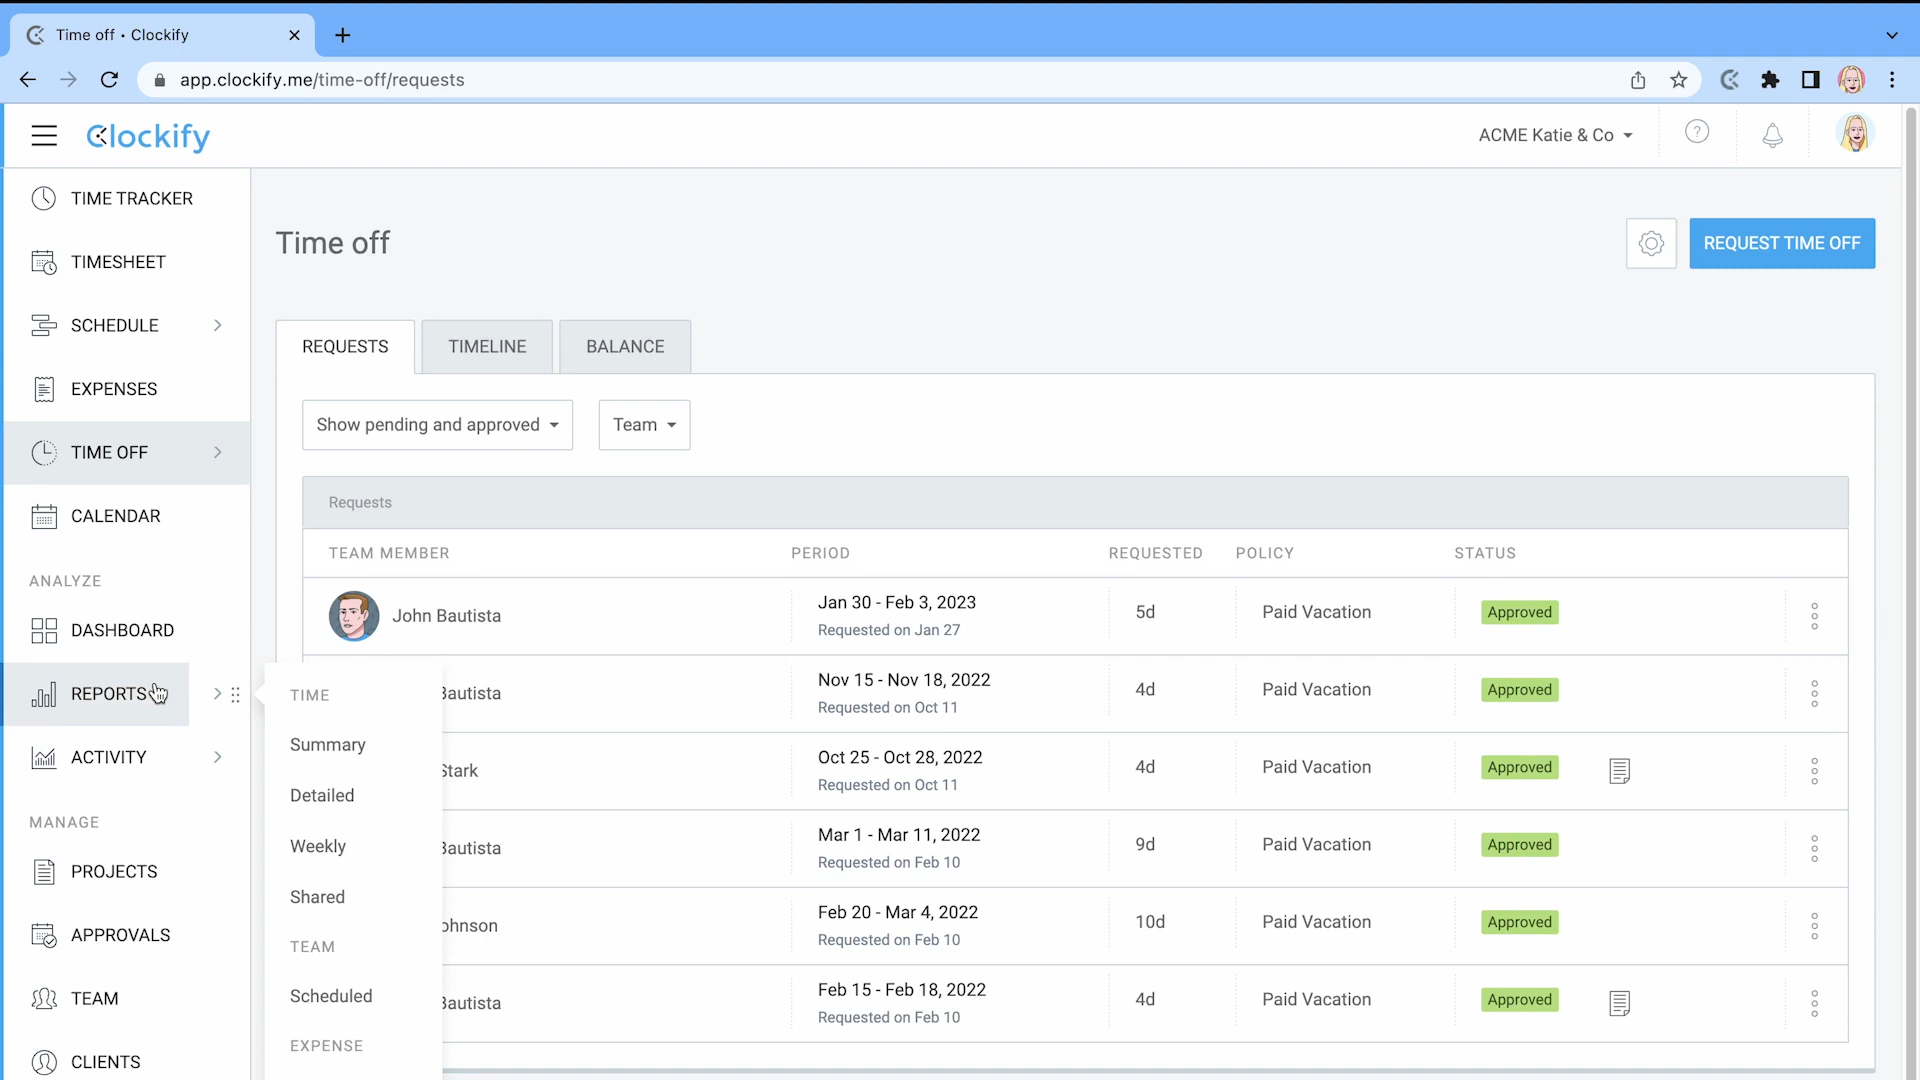 Time off • Clockify
app.clockify.me/time-off/requests
Clockify
ACME Katie & Co
TIME TRACKER
TIMESHEET
SCHEDULE
EXPENSES
TIME OFF
CALENDAR
ANALYZE
DASHBOARD
REPORTS
ACTIVITY
MANAGE
PROJECTS
APPROVALS
TEAM
CLIENTS
TIME
Summary
Detailed
Weekly
Shared
TEAM
Scheduled
EXPENSE
Time off
REQUEST TIME OFF
REQUESTS TIMELINE BALANCE
Show pending and approved Team
Requests
TEAM MEMBER PERIOD REQUESTED POLICY STATUS
John Bautista Jan 30 - Feb 3, 2023 5d Paid Vacation Approved
Requested on Jan 27
Bautista Nov 15 - Nov 18, 2022 4d Paid Vacation Approved
Requested on Oct 11
Stark Oct 25 - Oct 28, 2022 4d Paid Vacation Approved
Requested on Oct 11
Bautista Mar 1 - Mar 11, 2022 9d Paid Vacation Approved
Requested on Feb 10
ohnson Feb 20 - Mar 4, 2022 10d Paid Vacation Approved
Requested on Feb 10
Bautista Feb 15 - Feb 18, 2022 4d Paid Vacation Approved
Requested on Feb 10